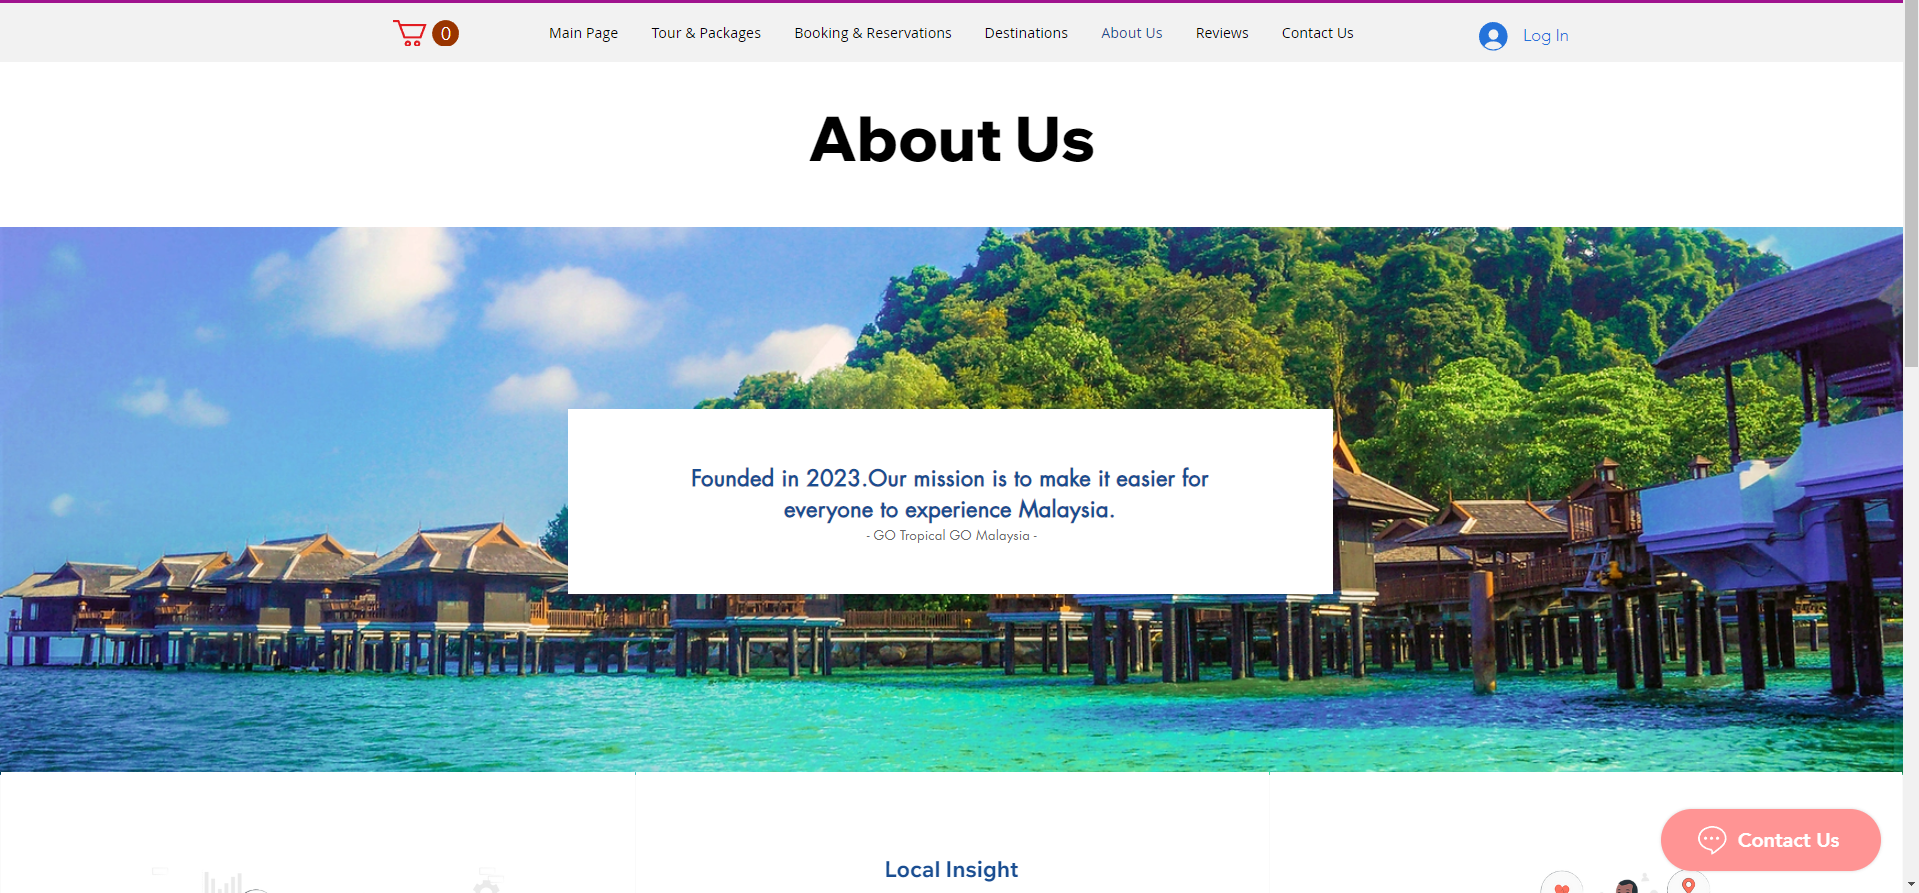 0
Main Page
Tour & Packages
Booking & Reservations
Destinations
About Us
Reviews
Contact Us
Log In
About Us
Founded in 2023.Our mission is to make it easier for
everyone to experience Malaysia.
- GO Tropical GO Malaysia -
Local Insight
Contact Us